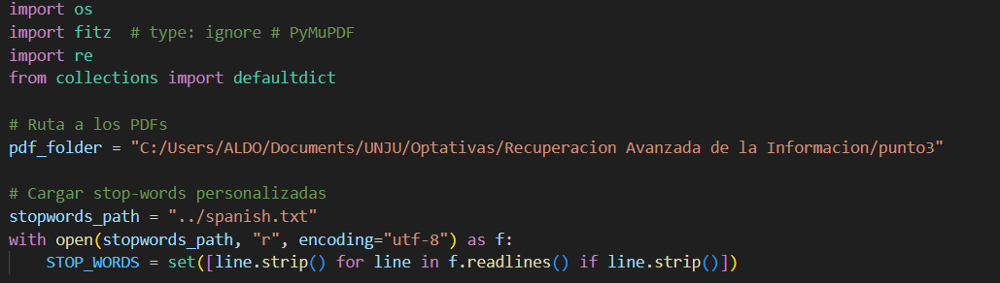 import os
import fitz  # type: ignore # PyMuPDF
import re
from collections import defaultdict

# Ruta a los PDFs
pdf_folder = "C:/Users/ALDO/Documents/UNJU/Optativas/Recuperacion Avanzada de la Informacion/punto3"

# Cargar stop-words personalizadas
stopwords_path = "../spanish.txt"
with open(stopwords_path, "r", encoding="utf-8") as f:
    STOP_WORDS = set([line.strip() for line in f.readlines() if line.strip()])